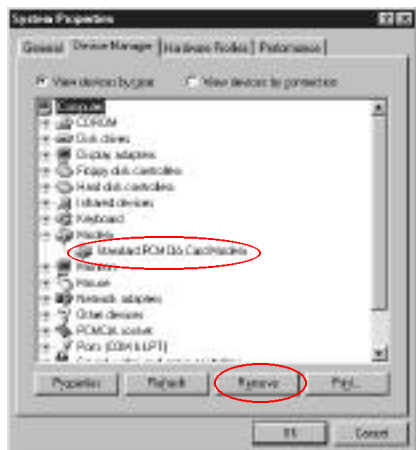 System Properties
General Device Manager Hardware Profiles Performance
View devices by type View devices by connection
Computer
CDROM
Disk drives
Display adapters
Floppy disk controllers
Hard disk controllers
Infrared devices
Keyboard
Modem
Standard PCMCIA Card Modem
Monitor
Mouse
Network adapters
Other devices
PCMCIA socket
Ports (COM & LPT)
Properties Refresh Remove Print...
OK Cancel